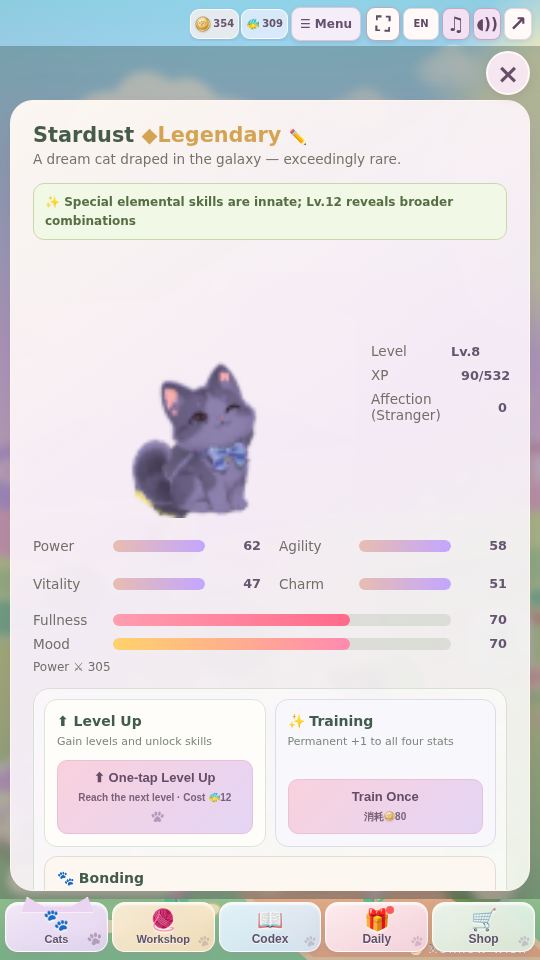 354
309
☰ Menu
EN
Stardust ◆Legendary ✏️
A dream cat draped in the galaxy — exceedingly rare.
✨ Special elemental skills are innate; Lv.12 reveals broader
combinations
Level Lv.8
XP 90/532
Affection
(Stranger) 0
Power 62 Agility 58
Vitality 47 Charm 51
Fullness 70
Mood 70
Power ⚔ 305
⬆ Level Up
Gain levels and unlock skills
⬆ One-tap Level Up
Reach the next level · Cost 12
✨ Training
Permanent +1 to all four stats
Train Once
消耗80
🐾 Bonding
Cats
Workshop
Codex
Daily
Shop